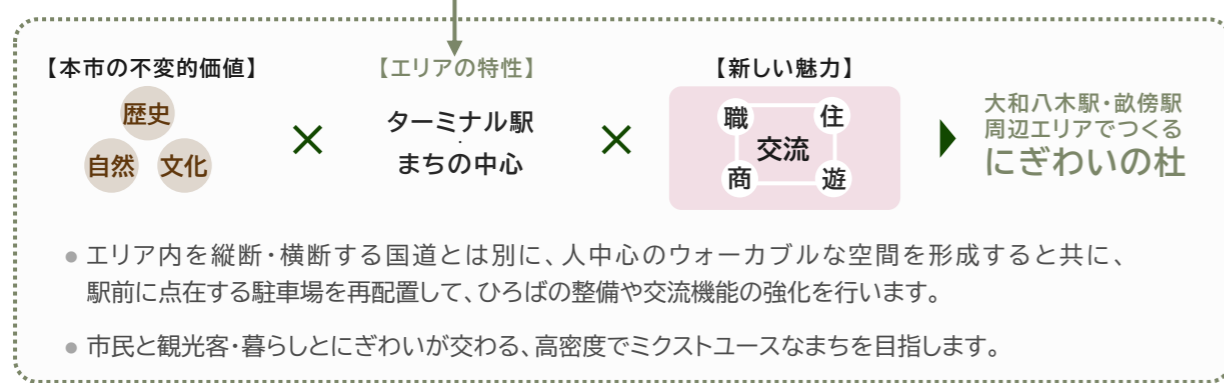 【本市の不変的価値】
歴史
自然 文化
×
【エリアの特性】
ターミナル駅
・
まちの中心
×
【新しい魅力】
職 住
交流
商 遊
大和八木駅・畝傍駅
周辺エリアでつくる
にぎわいの杜
● エリア内を縦断・横断する国道とは別に、人中心のウォーカブルな空間を形成すると共に、
駅前に点在する駐車場を再配置して、ひろばの整備や交流機能の強化を行います。
● 市民と観光客・暮らしとにぎわいが交わる、高密度でミクストユースなまちを目指します。